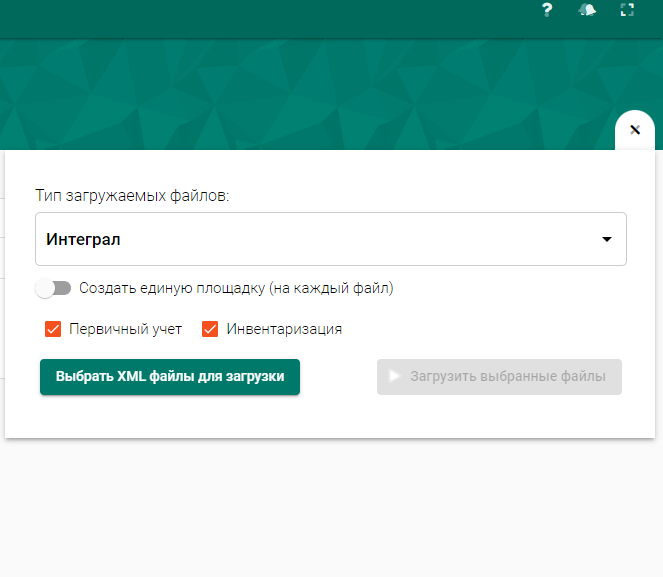 ?
Тип загружаемых файлов:
Интеграл
Создать единую площадку (на каждый файл)
Первичный учет Инвентаризация
Выбрать XML файлы для загрузки Загрузить выбранные файлы